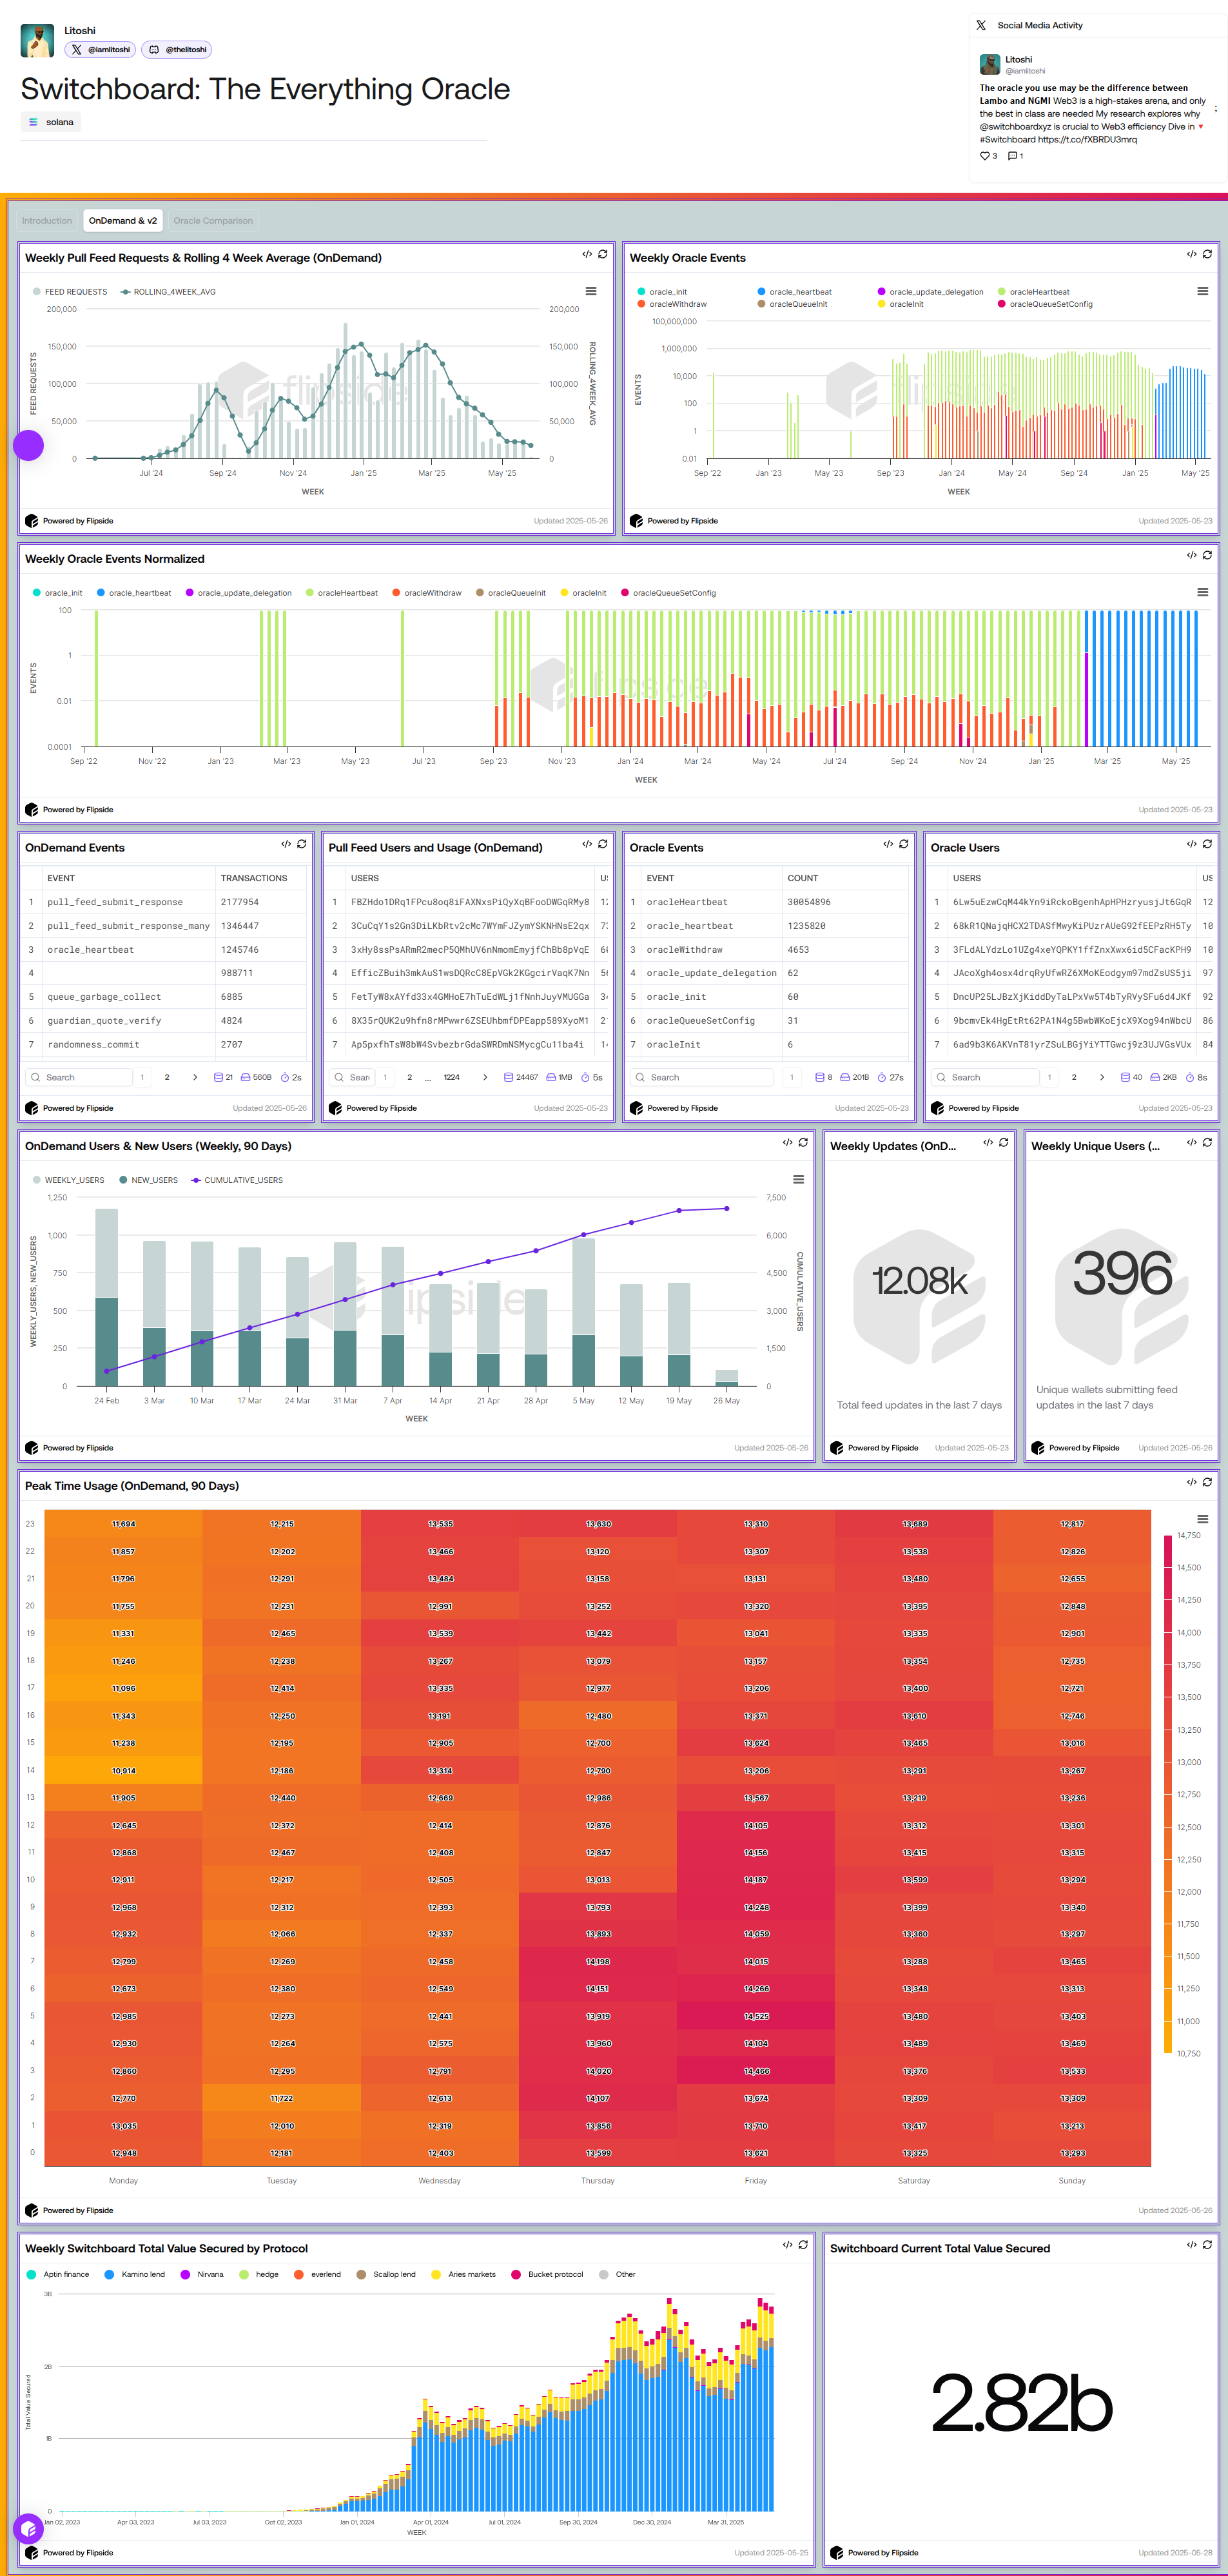 Litoshi
@iamlitoshi @thelitoshi
Switchboard: The Everything Oracle
solana
Social Media Activity
Litoshi
@iamlitoshi
The oracle you use may be the difference between
Lambo and NGMI Web3 is a high-stakes arena, and only
the best in class are needed My research explores why
@switchboardxyz is crucial to Web3 efficiency Dive in
#Switchboard https://t.co/fXBRDU3mrq
3 1
Introduction OnDemand & v2 Oracle Comparison
Weekly Pull Feed Requests & Rolling 4 Week Average (OnDemand)
FEED REQUESTS ROLLING_4WEEK_AVG
200,000 200,000
150,000 150,000
100,000 100,000
50,000 50,000
0 0
FEED REQUESTS
ROLLING_4WEEK_AVG
Jul '24 Sep '24 Nov '24 Jan '25 Mar '25 May '25
WEEK
flipside
Powered by Flipside Updated 2025-05-26
Weekly Oracle Events
oracle_init oracle_heartbeat oracle_update_delegation oracleHeartbeat
oracleWithdraw oracleQueueInit oracleInit oracleQueueSetConfig
100,000,000
1,000,000
10,000
100
1
0.01
EVENTS
Sep '22 Jan '23 May '23 Sep '23 Jan '24 May '24 Sep '24 Jan '25 May '25
WEEK
Powered by Flipside Updated 2025-05-23
Weekly Oracle Events Normalized
oracle_init oracle_heartbeat oracle_update_delegation oracleHeartbeat oracleWithdraw oracleQueueInit oracleInit oracleQueueSetConfig
100
1
0.01
0.0001
EVENTS
Sep '22 Nov '22 Jan '23 Mar '23 May '23 Jul '23 Sep '23 Nov '23 Jan '24 Mar '24 May '24 Jul '24 Sep '24 Nov '24 Jan '25 Mar '25 May '25
WEEK
Powered by Flipside Updated 2025-05-23
OnDemand Events
EVENT TRANSACTIONS
1 pull_feed_submit_response 2177954
2 pull_feed_submit_response_many 1346447
3 oracle_heartbeat 1245746
4 988711
5 queue_garbage_collect 6885
6 guardian_quote_verify 4824
7 randomness_commit 2707
Search 1 2 21 560B 2s
Powered by Flipside Updated 2025-05-26
Pull Feed Users and Usage (OnDemand)
USERS
1 FBZHdo1DRq1FPcu8oq8iFAXNxsPiQyXqBFooDWGqRMy8
2 3CuCqY1s2Gn3DiLKbRtv2cMc7WYmFJZymYSKNHNsE2qx
3 3xHy8ssPsARmR2mecP5QMhUV6nNmomEmyjfChBb8pVqE
4 EfficZBuih3mkAuS1wsDQRcC8EpVGk2KGgcirVaqK7Nn
5 FetTyW8xAYfd33x4GMHoE7hTuEdWLj1fNnhJuyVMUGGa
6 8X35rQUK2u9hfn8rMPwwr6ZSEUhbmfDPEapp589XyoM1
7 Ap5pxfhTsW8bW4SvbezbrGdaSWRDmNSMycgCu11ba4i
Sear 1 2 ... 1224 24467 1MB 5s
Powered by Flipside Updated 2025-05-23
Oracle Events
EVENT COUNT
1 oracleHeartbeat 30054896
2 oracle_heartbeat 1235820
3 oracleWithdraw 4653
4 oracle_update_delegation 62
5 oracle_init 60
6 oracleQueueSetConfig 31
7 oracleInit 6
Search 1 8 201B 27s
Powered by Flipside Updated 2025-05-23
Oracle Users
USERS US
1 6Lw5uEzwCqM44kYn9iRckoBgenhApHPHzryusjJt6GqR 12
2 68kR1QNajqHCX2TDASfMwyKiPUzrAUeG92fEEPzRH5Ty 10
3 3FLdALYdzLo1UZg4xeYQPKY1ffZnxXwx6id5CFacKPH9 10
4 JAcoXgh4osx4drqRyUfwRZ6XMoKEodgym97mdZsUS5ji 97
5 DncUP25LJBzXjKiddDyTaLPxVw5T4bTyRVySFu6d4JKf 92
6 9bcmvEk4HgEtRt62PA1N4g5BwbWKoEjcX9Xog94nWbcU 86
7 6ad9b3K6AKVnT81yrZSuLBGjYiYTTGwcj9z3UJVGsVUx 84
Search 1 2 40 2KB 8s
Powered by Flipside Updated 2025-05-23
OnDemand Users & New Users (Weekly, 90 Days)
WEEKLY_USERS NEW_USERS CUMULATIVE_USERS
1,250 7,500
1,000 6,000
750 4,500
500 3,000
250 1,500
0 0
WEEKLY_USERS, NEW_USERS
CUMULATIVE_USERS
24 Feb 3 Mar 10 Mar 17 Mar 24 Mar 31 Mar 7 Apr 14 Apr 21 Apr 28 Apr 5 May 12 May 19 May 26 May
WEEK
Powered by Flipside Updated 2025-05-26
Weekly Updates (OnD...
12.08k
Total feed updates in the last 7 days
Powered by Flipside Updated 2025-05-23
Weekly Unique Users (...
396
Unique wallets submitting feed
updates in the last 7 days
Powered by Flipside Updated 2025-05-26
Peak Time Usage (OnDemand, 90 Days)
23 11,694 12,215 13,535 13,630 13,310 13,689 12,817
22 11,857 12,202 13,466 13,120 13,307 13,538 12,826
21 11,796 12,291 13,484 13,158 13,131 13,480 12,655
20 11,755 12,231 12,991 13,252 13,320 13,395 12,848
19 11,331 12,465 13,539 13,442 13,041 13,335 12,901
18 11,246 12,238 13,267 13,079 13,157 13,354 12,735
17 11,096 12,414 13,335 12,977 13,206 13,400 12,721
16 11,343 12,250 13,191 12,480 13,371 13,610 12,746
15 11,238 12,195 12,905 12,700 13,624 13,465 13,016
14 10,914 12,186 13,314 12,790 13,206 13,291 13,267
13 11,905 12,440 12,669 12,986 13,567 13,219 13,236
12 12,645 12,372 12,414 12,876 14,105 13,312 13,301
11 12,868 12,467 12,408 12,847 14,156 13,415 13,315
10 12,911 12,217 12,505 13,013 14,187 13,599 13,294
9 12,968 12,312 12,393 13,793 14,248 13,399 13,340
8 12,932 12,066 12,337 13,893 14,059 13,360 13,297
7 12,799 12,269 12,458 14,198 14,015 13,288 13,465
6 12,673 12,380 12,549 14,151 14,266 13,348 13,313
5 12,985 12,273 12,441 13,919 14,525 13,480 13,403
4 12,930 12,264 12,575 13,960 14,104 13,489 13,469
3 12,860 12,295 12,791 14,020 14,466 13,376 13,533
2 12,770 11,722 12,613 14,107 13,674 13,309 13,309
1 13,035 12,010 12,319 13,856 13,710 13,417 13,213
0 12,948 12,181 12,403 13,599 13,621 13,325 13,293
Monday Tuesday Wednesday Thursday Friday Saturday Sunday
14,750
14,500
14,250
14,000
13,750
13,500
13,250
13,000
12,750
12,500
12,250
12,000
11,750
11,500
11,250
11,000
10,750
Powered by Flipside Updated 2025-05-26
Weekly Switchboard Total Value Secured by Protocol
Aptin finance Kamino lend Nirvana hedge everlend Scallop lend Aries markets Bucket protocol Other
3B
2B
1B
0
Total Value Secured
Jan 02, 2023 Apr 03, 2023 Jul 03, 2023 Oct 02, 2023 Jan 01, 2024 Apr 01, 2024 Jul 01, 2024 Sep 30, 2024 Dec 30, 2024 Mar 31, 2025
WEEK
Powered by Flipside Updated 2025-05-25
Switchboard Current Total Value Secured
2.82b
Powered by Flipside Updated 2025-05-28